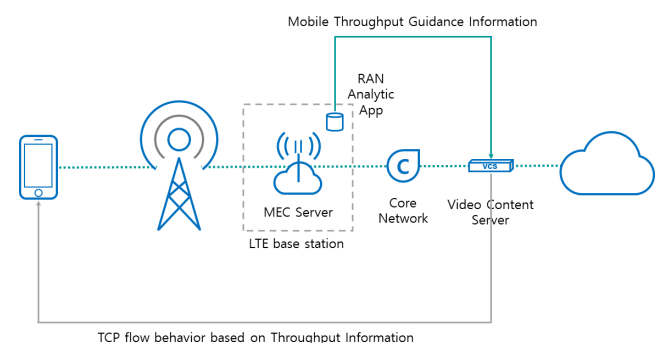 Mobile Throughput Guidance Information
RAN
Analytic
App
C
VCS
MEC Server
Core
Network
Video Content
Server
LTE base station
TCP flow behavior based on Throughput Information